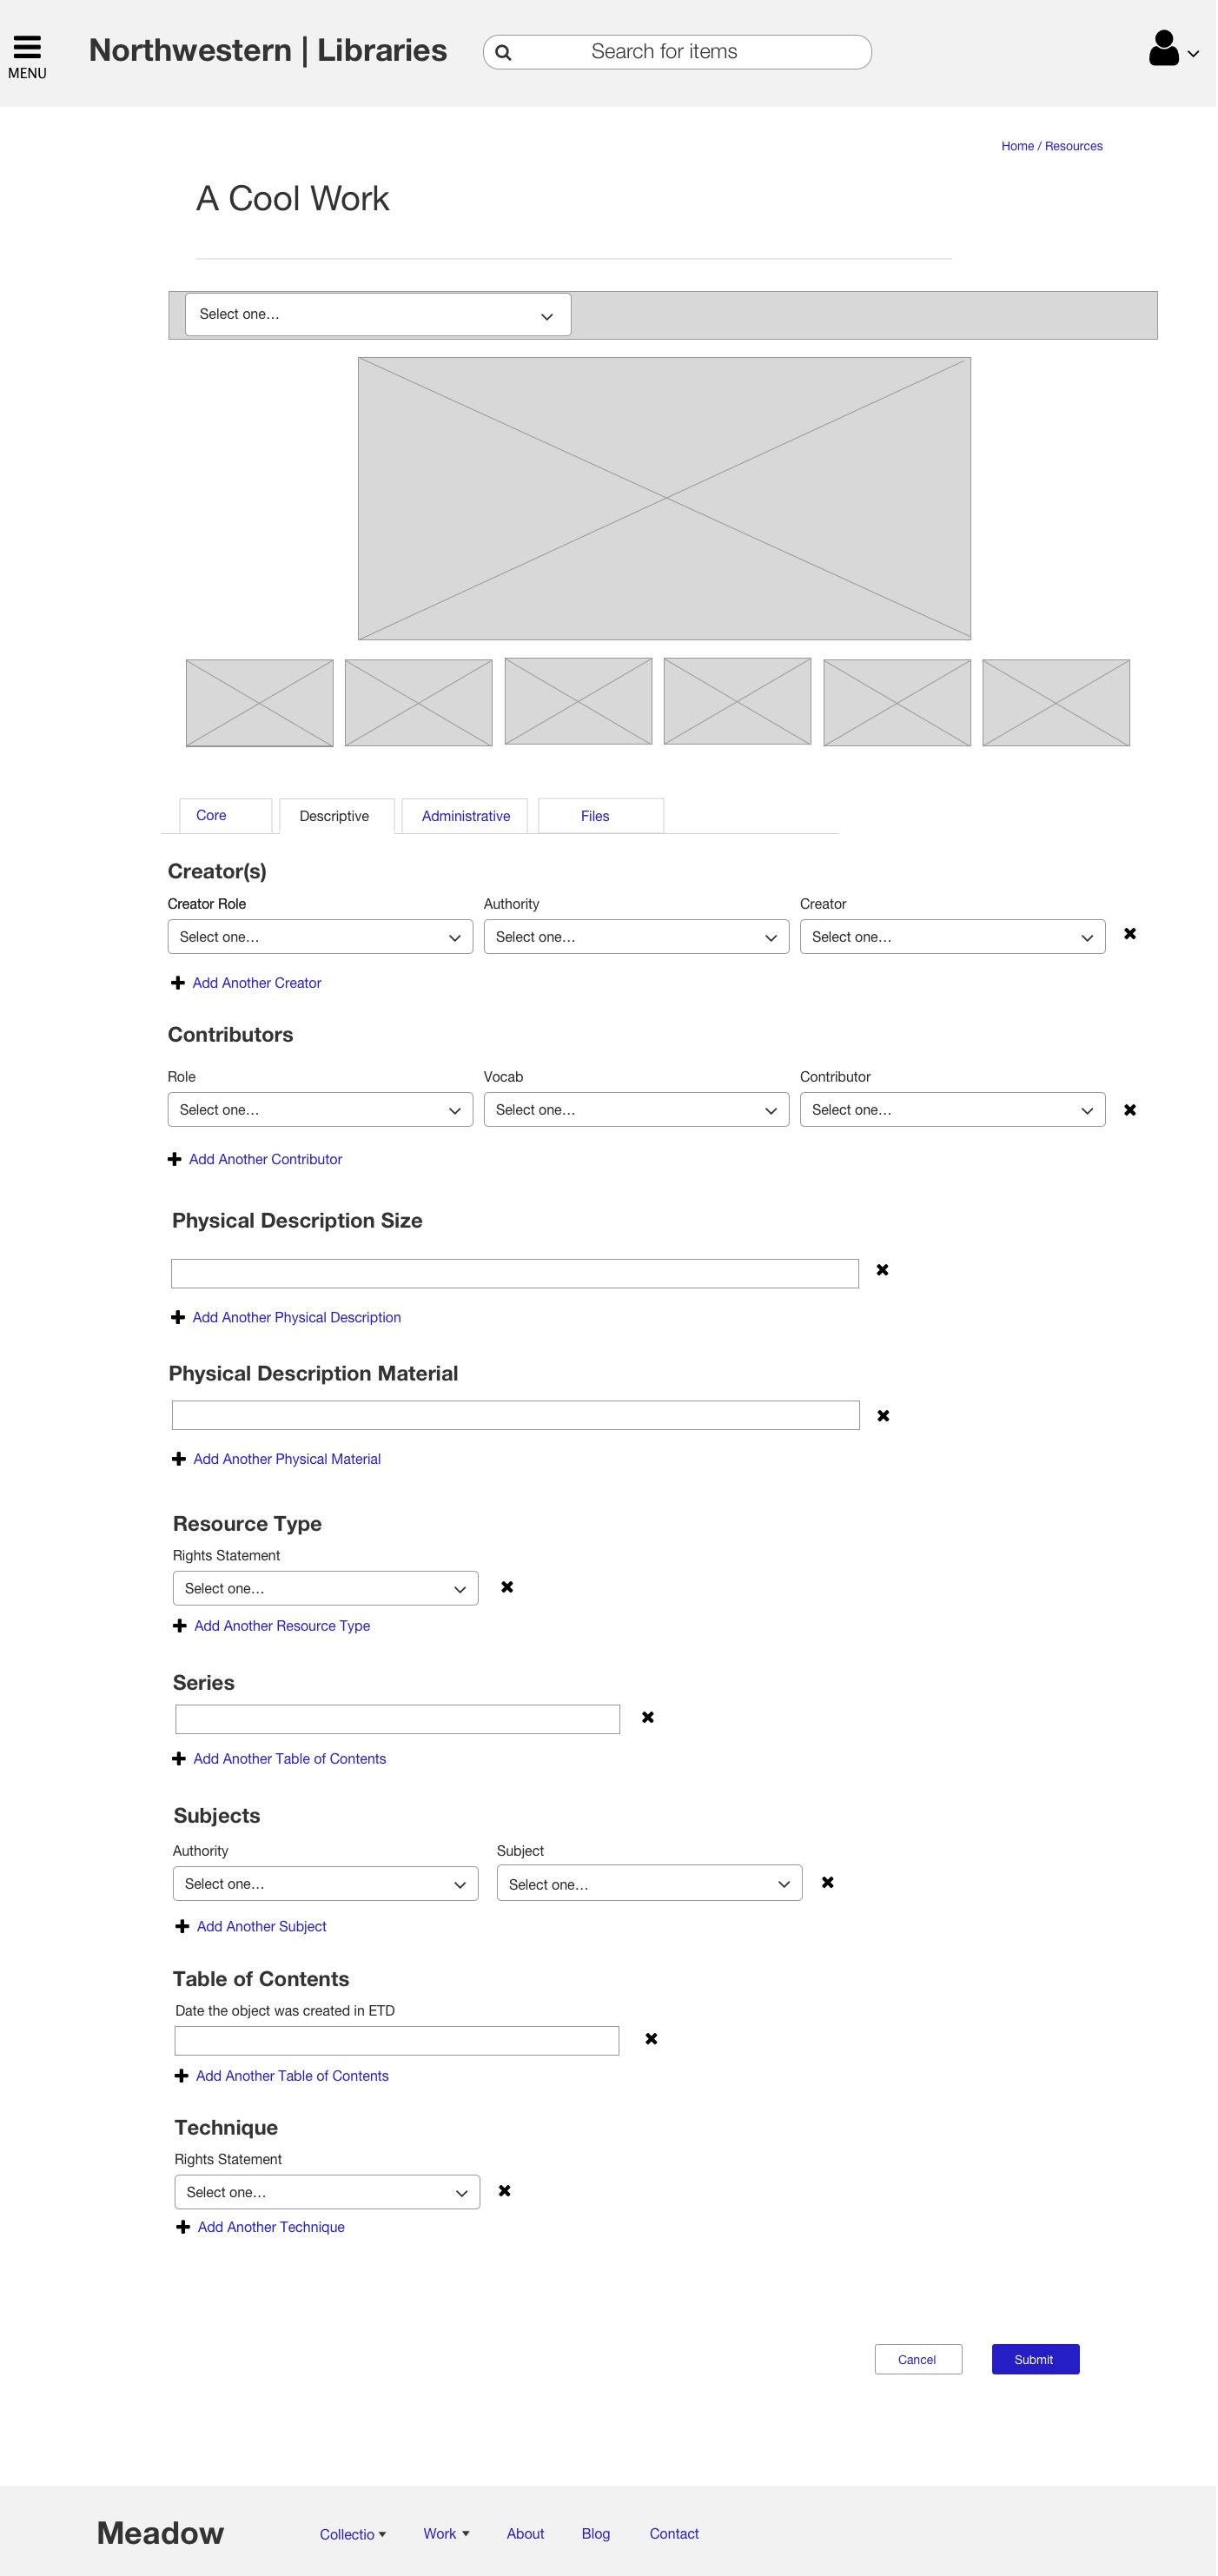 MENU
Northwestern | Libraries
Search for items
Home / Resources
A Cool Work
Select one...
Core
Descriptive
Administrative
Files
Creator(s)
Creator Role
Authority
Creator
Select one...
Select one...
Select one...
Add Another Creator
Contributors
Role
Vocab
Contributor
Select one...
Select one...
Select one...
Add Another Contributor
Physical Description Size
Add Another Physical Description
Physical Description Material
Add Another Physical Material
Resource Type
Rights Statement
Select one...
Add Another Resource Type
Series
Add Another Table of Contents
Subjects
Authority
Subject
Select one...
Select one...
Add Another Subject
Table of Contents
Date the object was created in ETD
Add Another Table of Contents
Technique
Rights Statement
Select one...
Add Another Technique
Cancel
Submit
Meadow
Collectio
Work
About
Blog
Contact